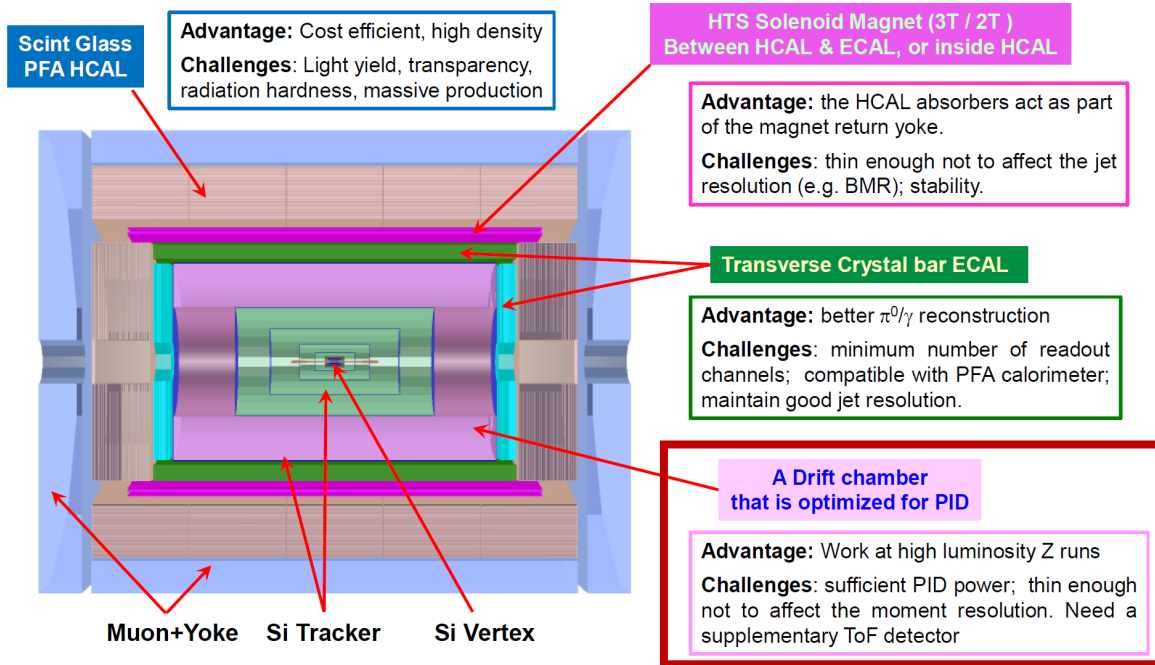 Scint Glass
PFA HCAL
Advantage: Cost efficient, high density
Challenges: Light yield, transparency,
radiation hardness, massive production
HTS Solenoid Magnet (3T / 2T )
Between HCAL & ECAL, or inside HCAL
Advantage: the HCAL absorbers act as part
of the magnet return yoke.
Challenges: thin enough not to affect the jet
resolution (e.g. BMR); stability.
Transverse Crystal bar ECAL
Advantage: better π⁰/γ reconstruction
Challenges: minimum number of readout
channels; compatible with PFA calorimeter;
maintain good jet resolution.
A Drift chamber
that is optimized for PID
Advantage: Work at high luminosity Z runs
Challenges: sufficient PID power; thin enough
not to affect the moment resolution. Need a
supplementary ToF detector
Muon+Yoke
Si Tracker
Si Vertex